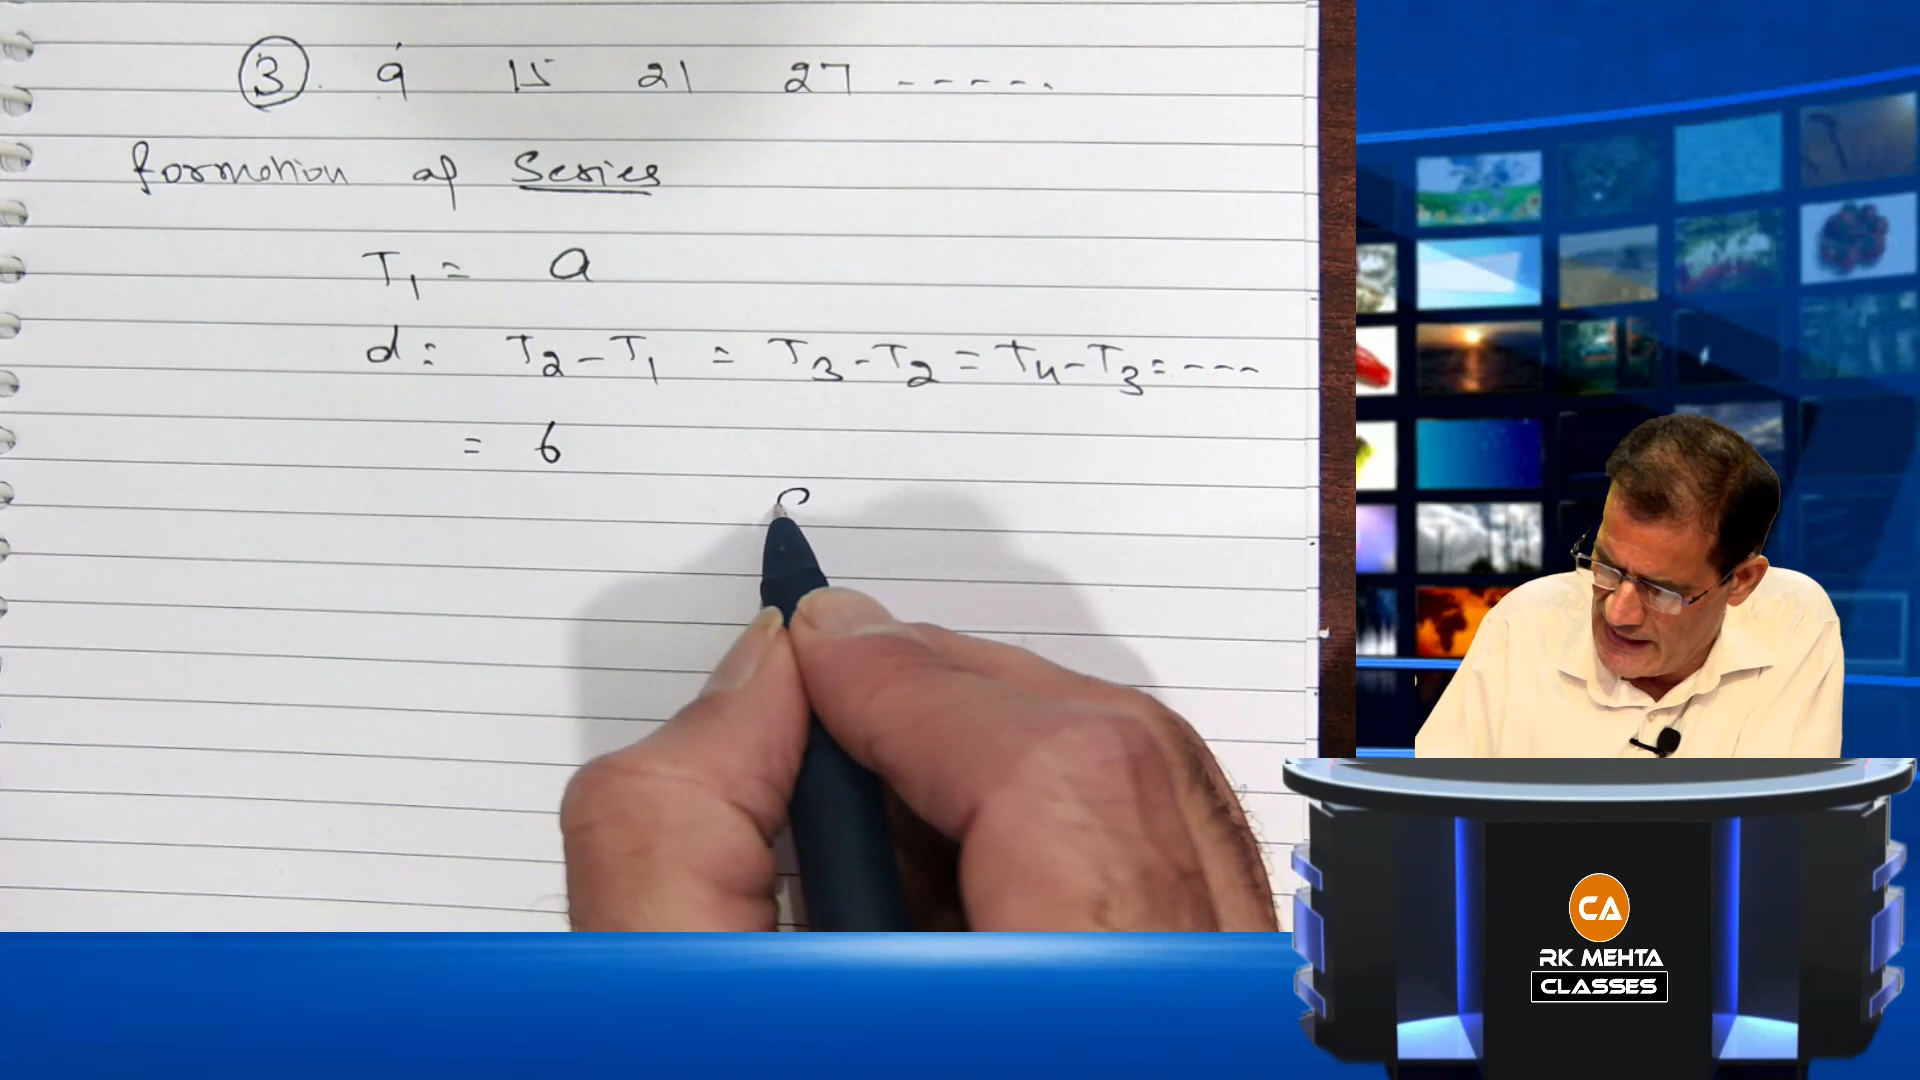 3 9 15 21 27 -----
formation of Series
T1 = a
d = T2-T1 = T3-T2 = T4-T3 = ---
= 6
CA
RK MEHTA
CLASSES